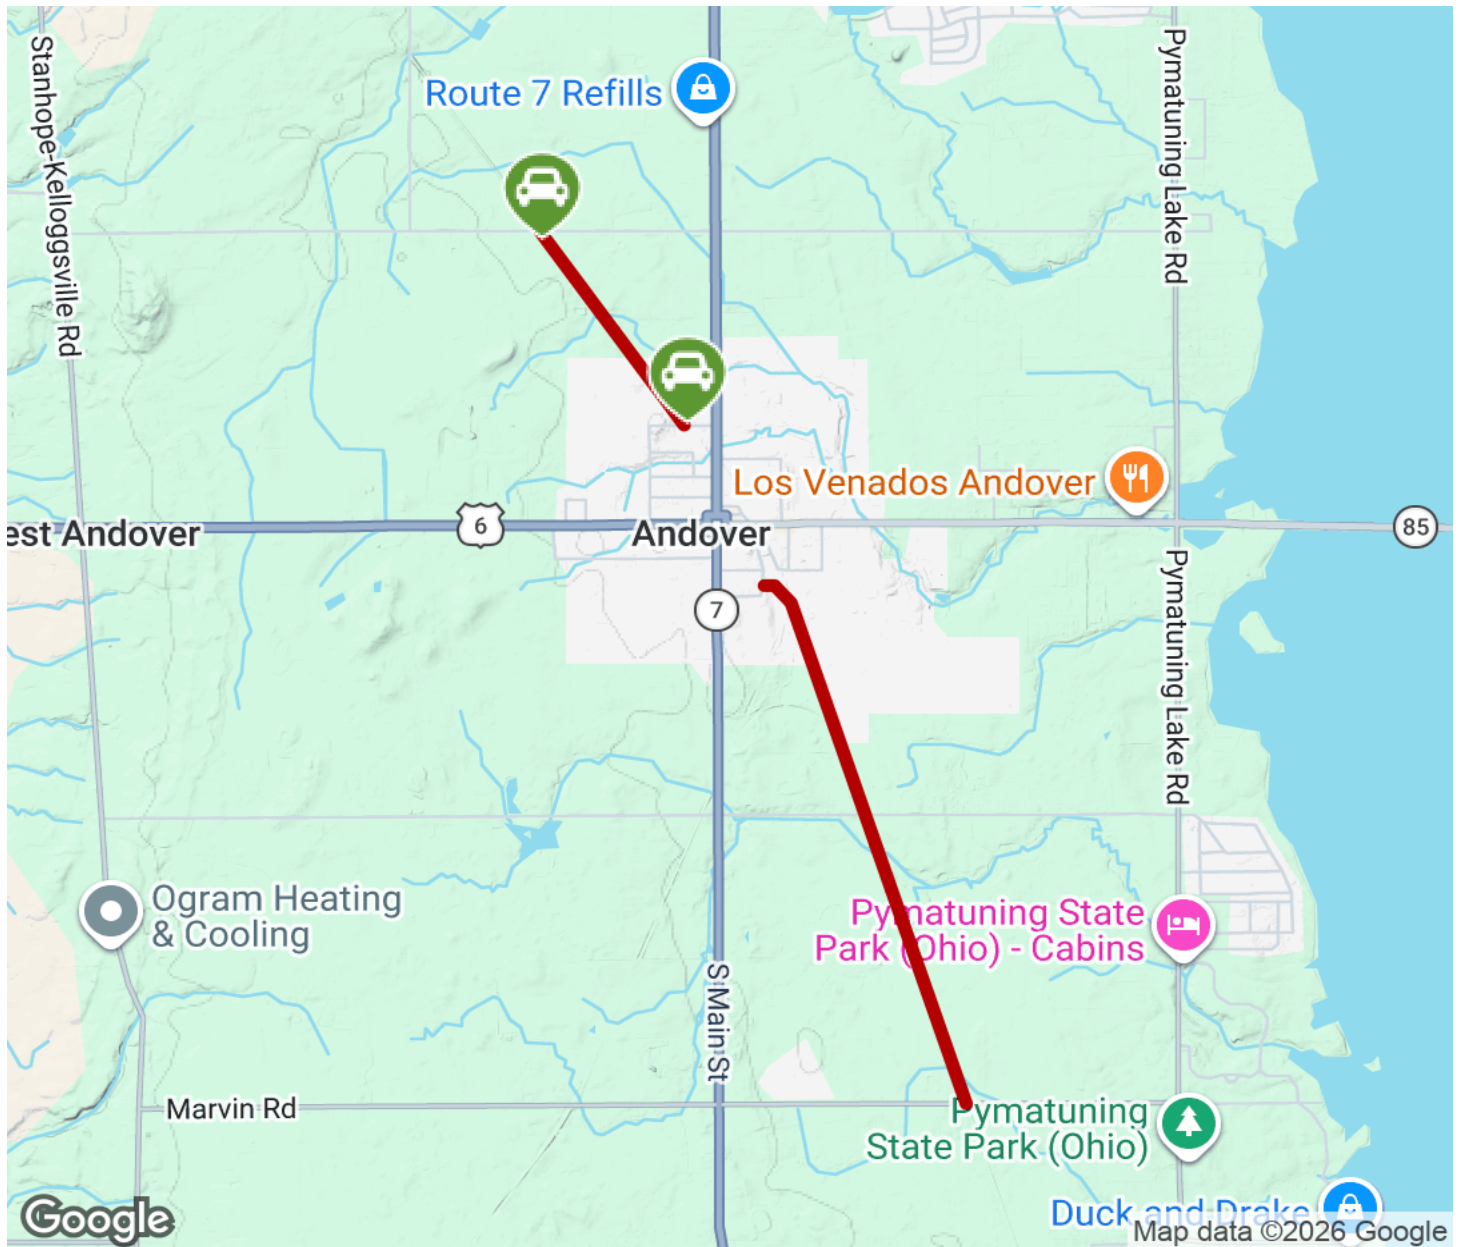 Stanhope-Kelloggsville Rd
Route 7 Refills
Pymatuning Lake Rd
Los Venados Andover
est Andover
6
Andover
85
7
Pymatuning Lake Rd
Ogram Heating
& Cooling
Pymatuning State
Park (Ohio) - Cabins
S Main St
Marvin Rd
Pymatuning
State Park (Ohio)
Duck and Drake
Google
Map data ©2026 Google